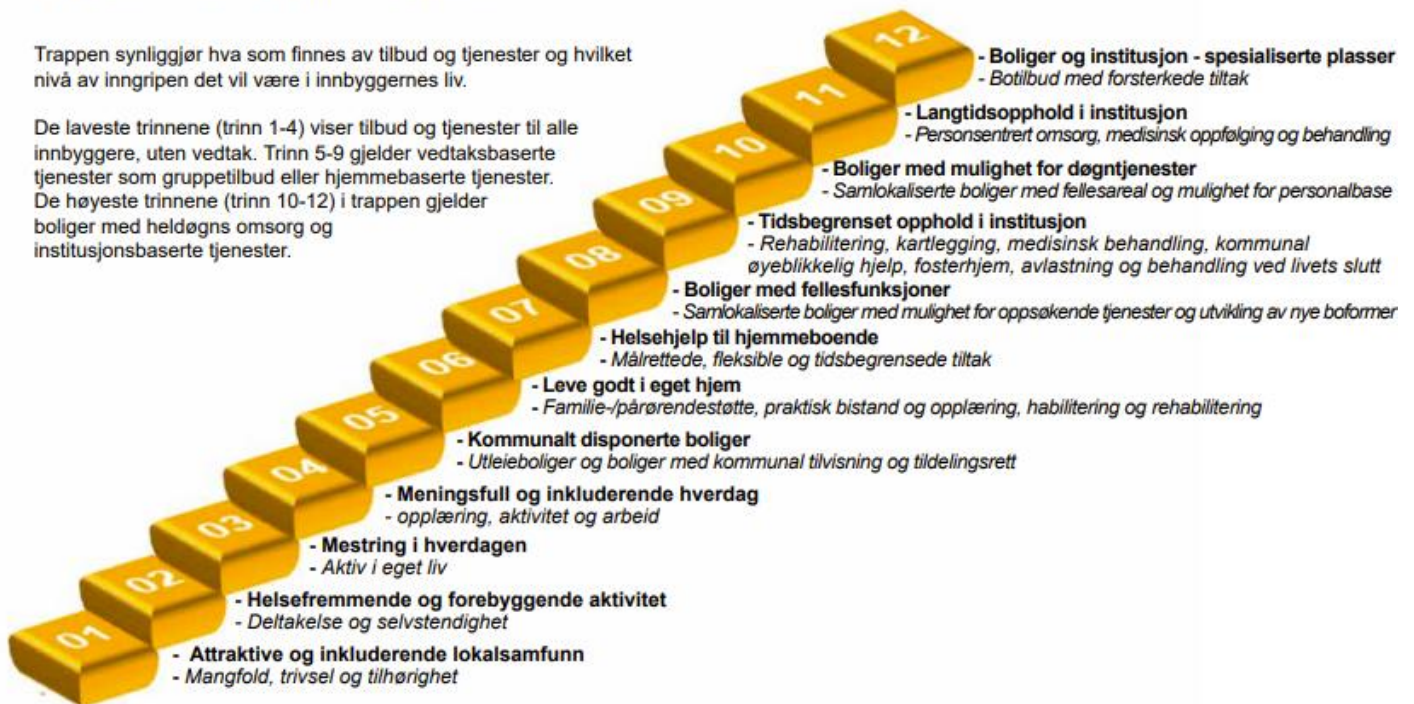 Trappen synliggjør hva som finnes av tilbud og tjenester og hvilket
nivå av inngripen det vil være i innbyggernes liv.
De laveste trinnene (trinn 1-4) viser tilbud og tjenester til alle
innbyggere, uten vedtak. Trinn 5-9 gjelder vedtaksbaserte
tjenester som gruppetilbud eller hjemmebaserte tjenester.
De høyeste trinnene (trinn 10-12) i trappen gjelder
boliger med heldøgns omsorg og
institusjonsbaserte tjenester.
12
- Boliger og institusjon - spesialiserte plasser
- Botilbud med forsterkede tiltak
11
- Langtidsopphold i institusjon
- Personsentrert omsorg, medisinsk oppfølging og behandling
10
- Boliger med mulighet for døgntjenester
- Samlokaliserte boliger med fellesareal og mulighet for personalbase
09
- Tidsbegrenset opphold i institusjon
- Rehabilitering, kartlegging, medisinsk behandling, kommunal
øyeblikkelig hjelp, fosterhjem, avlastning og behandling ved livets slutt
08
- Boliger med fellesfunksjoner
- Samlokaliserte boliger med mulighet for oppsøkende tjenester og utvikling av nye boformer
07
- Helsehjelp til hjemmeboende
- Målrettede, fleksible og tidsbegrensede tiltak
06
- Leve godt i eget hjem
- Familie-/pårørendestøtte, praktisk bistand og opplæring, habilitering og rehabilitering
05
- Kommunalt disponerte boliger
- Utleieboliger og boliger med kommunal tilvisning og tildelingsrett
04
- Meningsfull og inkluderende hverdag
- opplæring, aktivitet og arbeid
03
- Mestring i hverdagen
- Aktiv i eget liv
02
- Helsefremmende og forebyggende aktivitet
- Deltakelse og selvstendighet
01
- Attraktive og inkluderende lokalsamfunn
- Mangfold, trivsel og tilhørighet